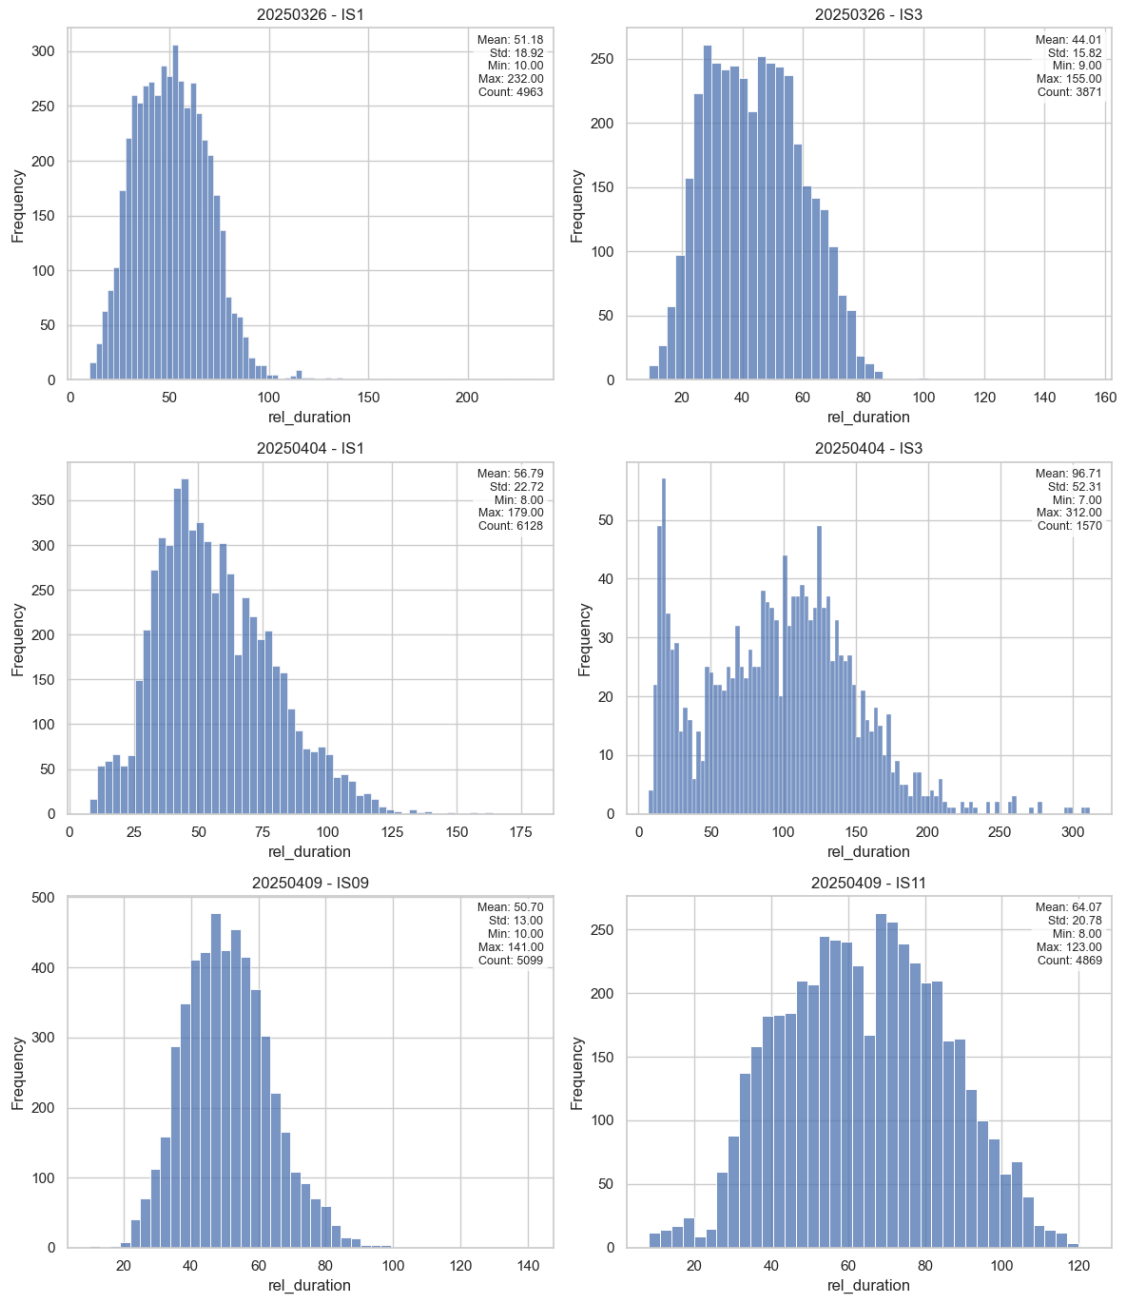 20250326 - IS1
Mean: 51.18
Std: 18.92
Min: 10.00
Max: 232.00
Count: 4963
300
250
200
150
100
50
0
Frequency
0 50 100 150 200
rel_duration
20250326 - IS3
Mean: 44.01
Std: 15.82
Min: 9.00
Max: 155.00
Count: 3871
250
200
150
100
50
0
Frequency
20 40 60 80 100 120 140 160
rel_duration
20250404 - IS1
Mean: 56.79
Std: 22.72
Min: 8.00
Max: 179.00
Count: 6128
350
300
250
200
150
100
50
0
Frequency
0 25 50 75 100 125 150 175
rel_duration
20250404 - IS3
Mean: 96.71
Std: 52.31
Min: 7.00
Max: 312.00
Count: 1570
50
40
30
20
10
0
Frequency
0 50 100 150 200 250 300
rel_duration
20250409 - IS09
Mean: 50.70
Std: 13.00
Min: 10.00
Max: 141.00
Count: 5099
500
400
300
200
100
0
Frequency
20 40 60 80 100 120 140
rel_duration
20250409 - IS11
Mean: 64.07
Std: 20.78
Min: 8.00
Max: 123.00
Count: 4869
250
200
150
100
50
0
Frequency
20 40 60 80 100 120
rel_duration